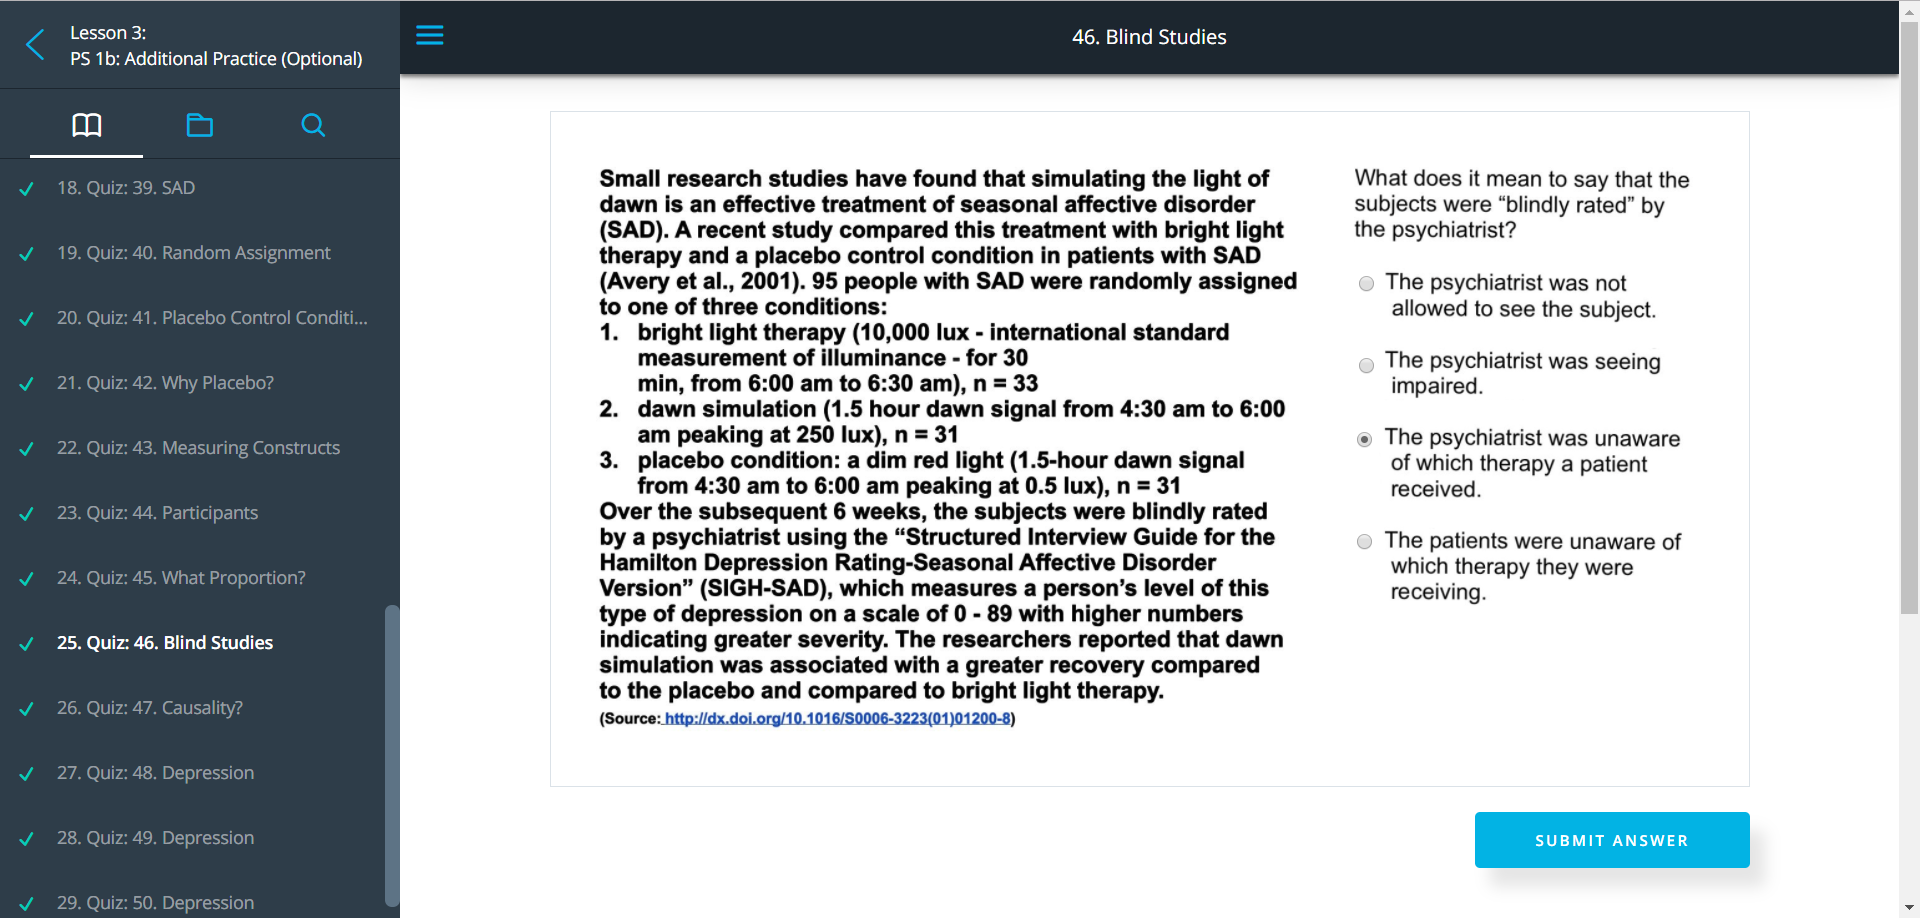 Lesson 3:
PS 1b: Additional Practice (Optional)
18. Quiz: 39. SAD
19. Quiz: 40. Random Assignment
20. Quiz: 41. Placebo Control Conditi...
21. Quiz: 42. Why Placebo?
22. Quiz: 43. Measuring Constructs
23. Quiz: 44. Participants
24. Quiz: 45. What Proportion?
25. Quiz: 46. Blind Studies
26. Quiz: 47. Causality?
27. Quiz: 48. Depression
28. Quiz: 49. Depression
29. Quiz: 50. Depression
46. Blind Studies
Small research studies have found that simulating the light of
dawn is an effective treatment of seasonal affective disorder
(SAD). A recent study compared this treatment with bright light
therapy and a placebo control condition in patients with SAD
(Avery et al., 2001). 95 people with SAD were randomly assigned
to one of three conditions:
1. bright light therapy (10,000 lux - international standard
measurement of illuminance - for 30
min, from 6:00 am to 6:30 am), n = 33
2. dawn simulation (1.5 hour dawn signal from 4:30 am to 6:00
am peaking at 250 lux), n = 31
3. placebo condition: a dim red light (1.5-hour dawn signal
from 4:30 am to 6:00 am peaking at 0.5 lux), n = 31
Over the subsequent 6 weeks, the subjects were blindly rated
by a psychiatrist using the “Structured Interview Guide for the
Hamilton Depression Rating-Seasonal Affective Disorder
Version” (SIGH-SAD), which measures a person’s level of this
type of depression on a scale of 0 - 89 with higher numbers
indicating greater severity. The researchers reported that dawn
simulation was associated with a greater recovery compared
to the placebo and compared to bright light therapy.
(Source: http://dx.doi.org/10.1016/S0006-3223(01)01200-8)
What does it mean to say that the
subjects were “blindly rated” by
the psychiatrist?
The psychiatrist was not
allowed to see the subject.
The psychiatrist was seeing
impaired.
The psychiatrist was unaware
of which therapy a patient
received.
The patients were unaware of
which therapy they were
receiving.
SUBMIT ANSWER